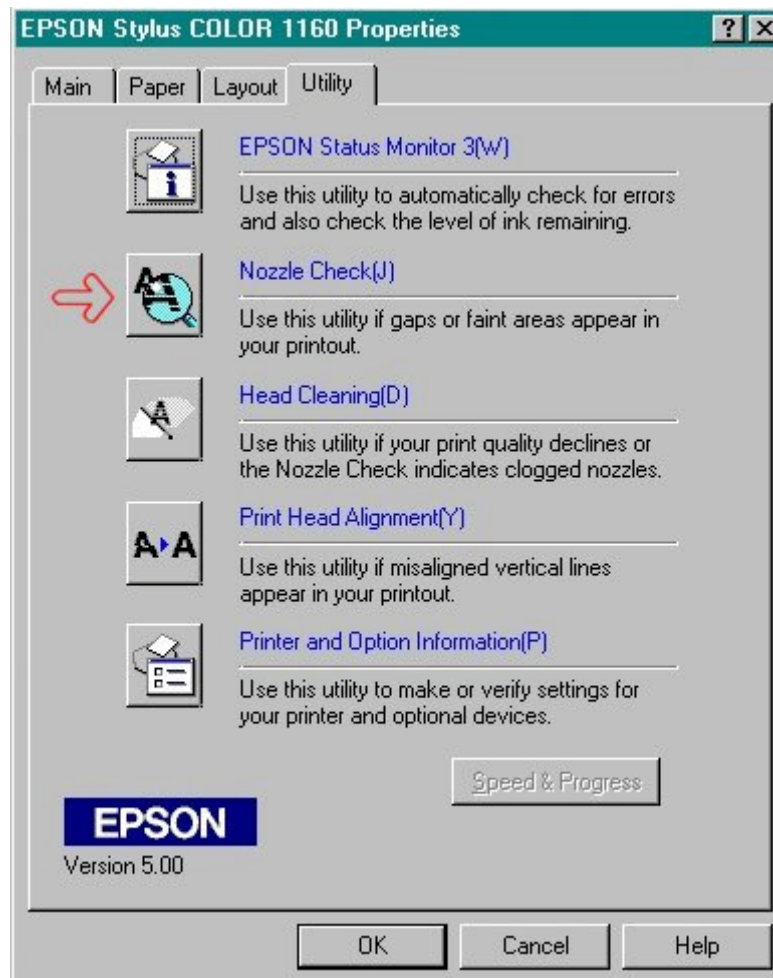 EPSON Stylus COLOR 1160 Properties
Main Paper Layout Utility
EPSON Status Monitor 3(W)
Use this utility to automatically check for errors
and also check the level of ink remaining.
Nozzle Check(J)
Use this utility if gaps or faint areas appear in
your printout.
Head Cleaning(D)
Use this utility if your print quality declines or
the Nozzle Check indicates clogged nozzles.
Print Head Alignment(Y)
Use this utility if misaligned vertical lines
appear in your printout.
Printer and Option Information(P)
Use this utility to make or verify settings for
your printer and optional devices.
Speed & Progress
EPSON
Version 5.00
OK Cancel Help